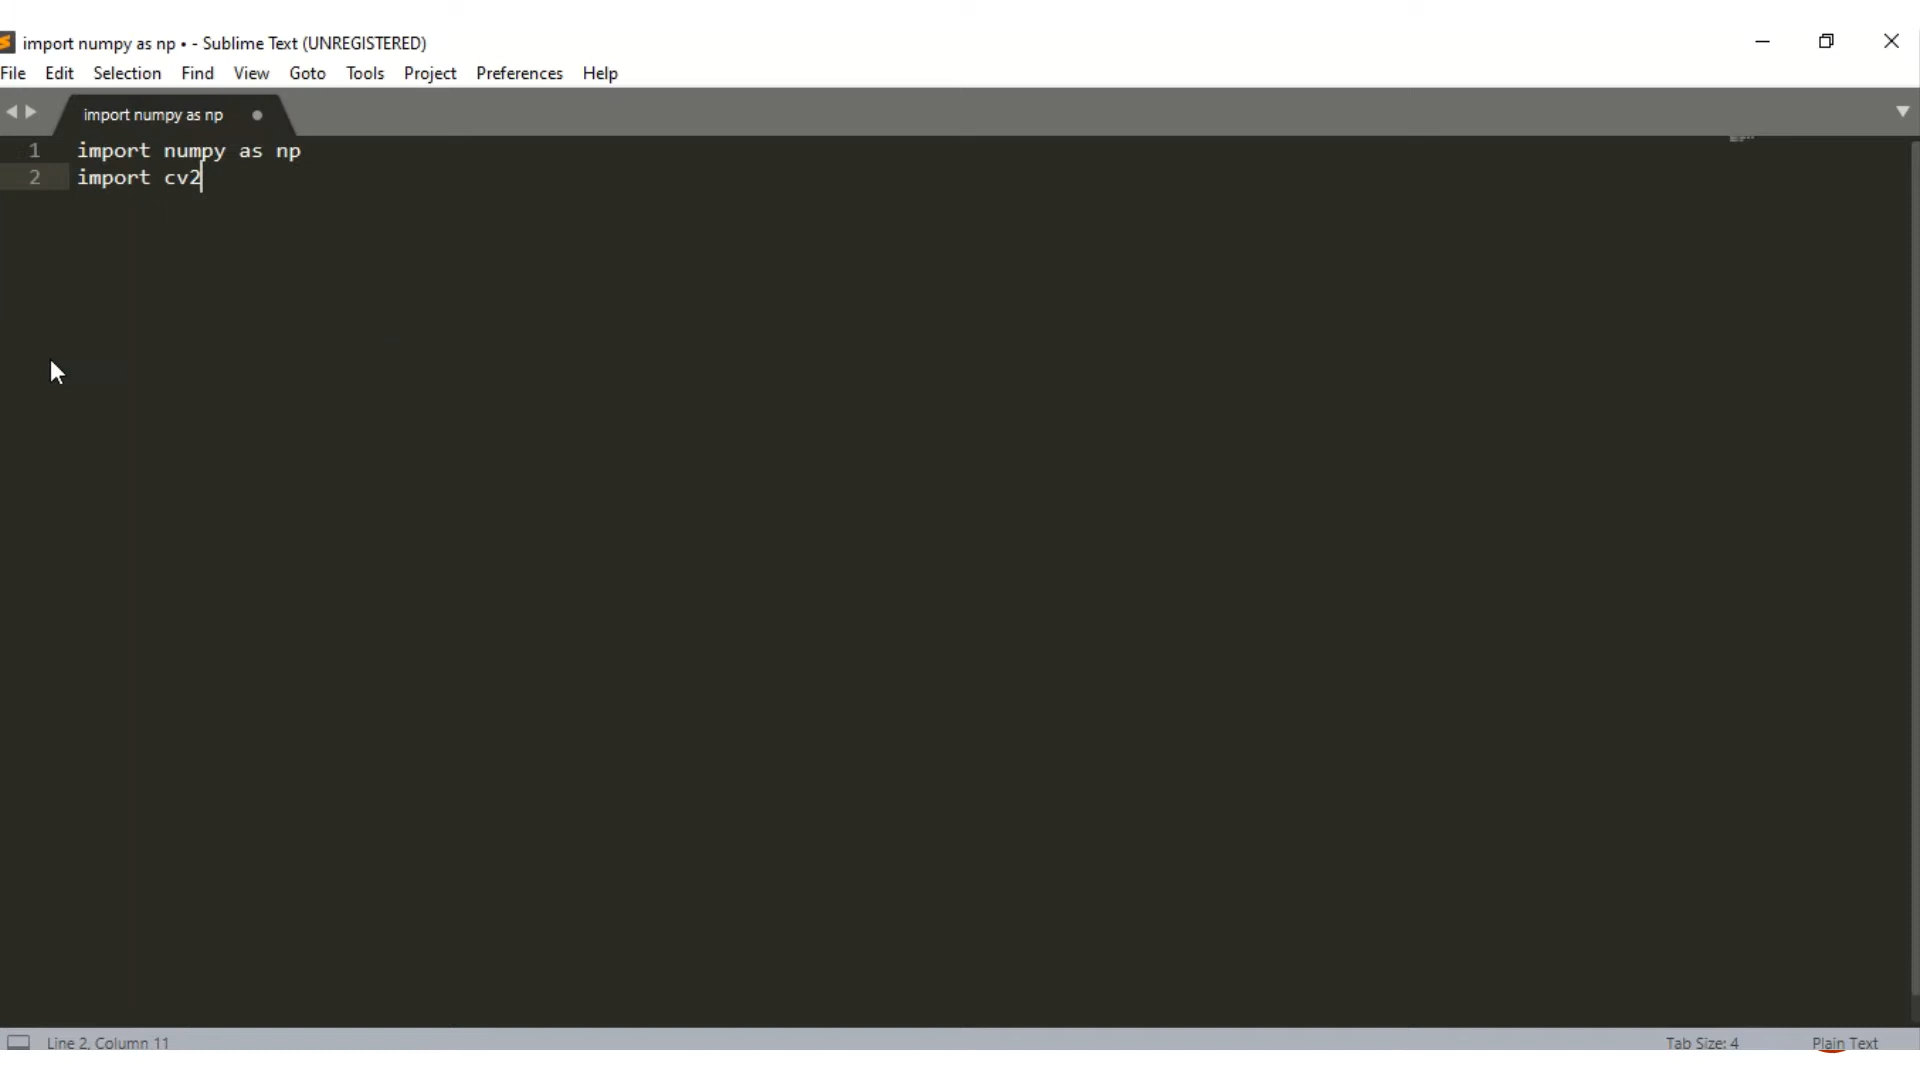 import numpy as np • - Sublime Text (UNREGISTERED)
File Edit Selection Find View Goto Tools Project Preferences Help
import numpy as np
1 import numpy as np
2 import cv2
Line 2, Column 11 Tab Size: 4 Plain Text